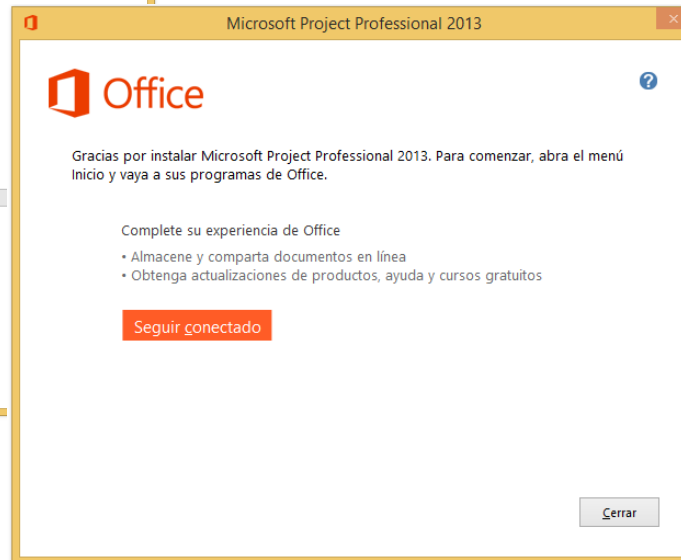 Microsoft Project Professional 2013
Office
Gracias por instalar Microsoft Project Professional 2013. Para comenzar, abra el menú
Inicio y vaya a sus programas de Office.
Complete su experiencia de Office
• Almacene y comparta documentos en línea
• Obtenga actualizaciones de productos, ayuda y cursos gratuitos
Seguir conectado
Cerrar